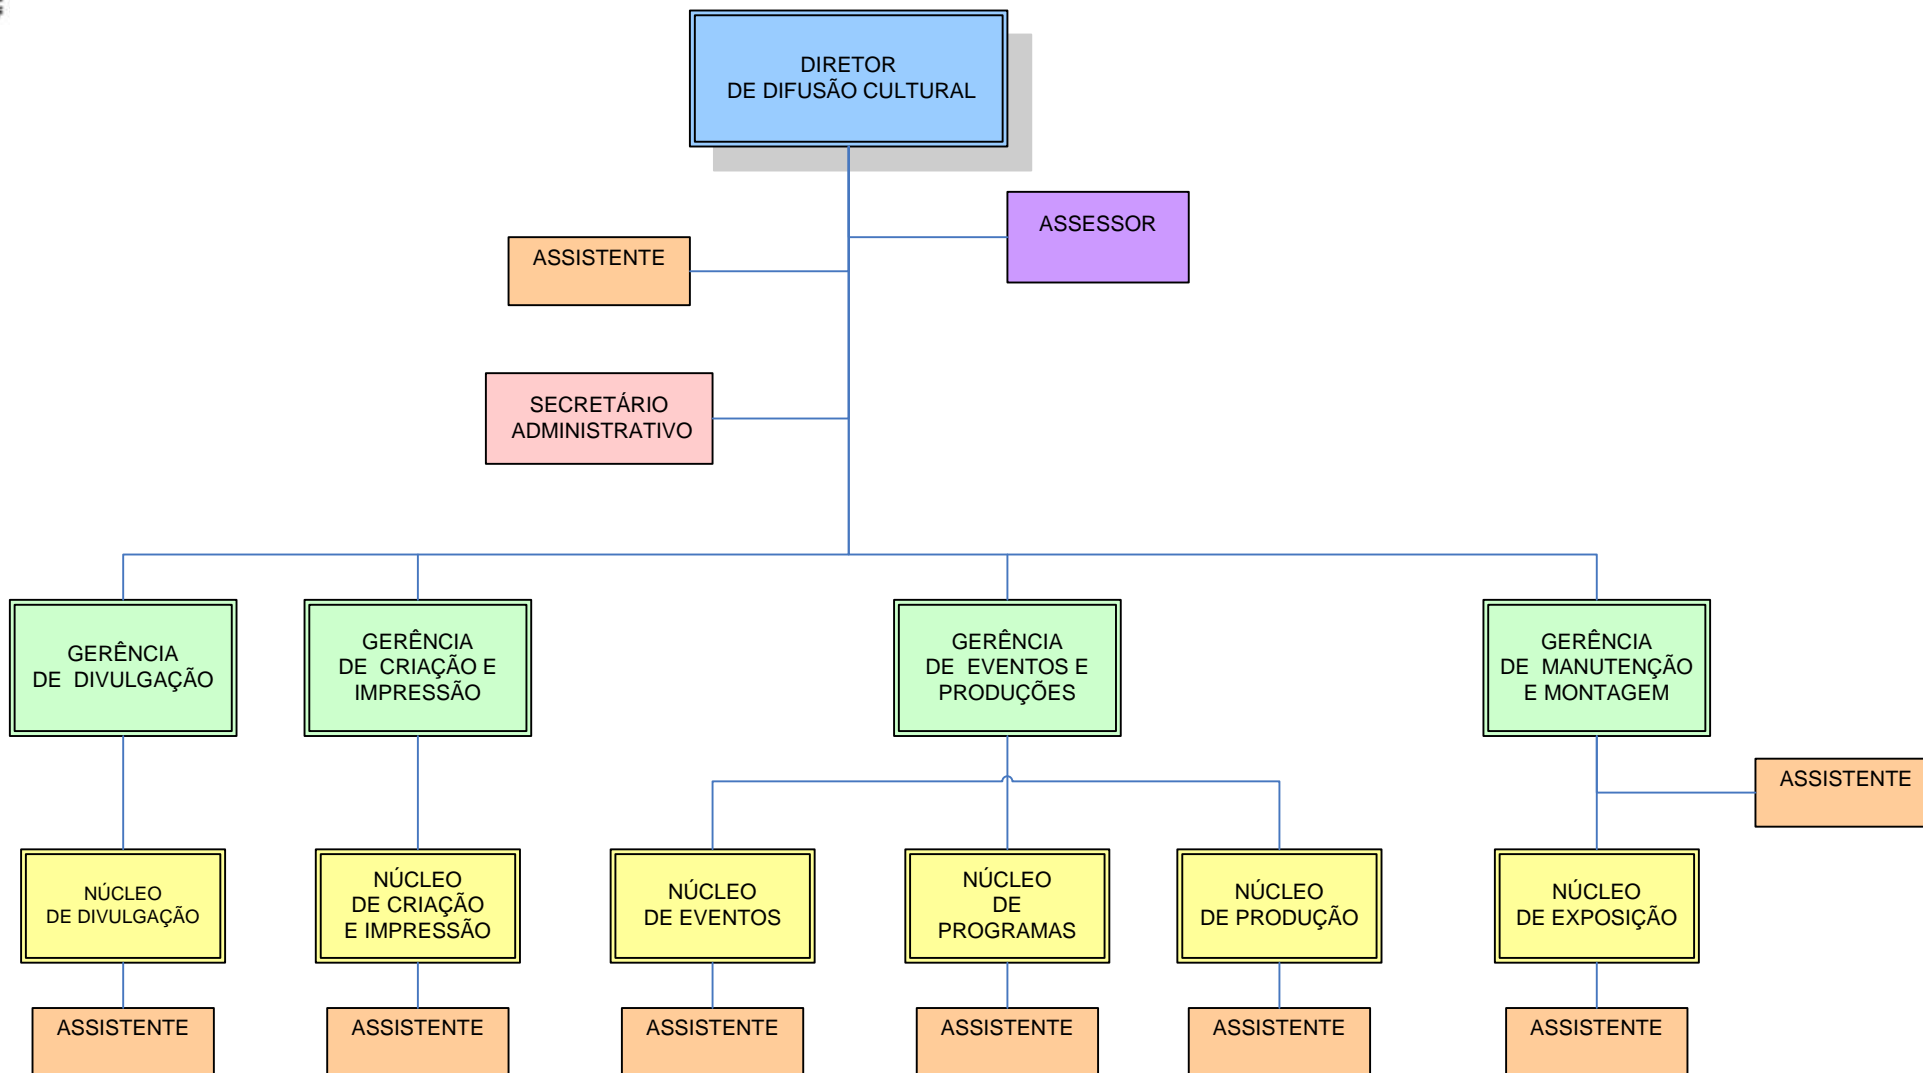 DIRETOR
DE DIFUSÃO CULTURAL
ASSESSOR
ASSISTENTE
SECRETÁRIO
ADMINISTRATIVO
GERÊNCIA
DE DIVULGAÇÃO
GERÊNCIA
DE CRIAÇÃO E
IMPRESSÃO
GERÊNCIA
DE EVENTOS E
PRODUÇÕES
GERÊNCIA
DE MANUTENÇÃO
E MONTAGEM
ASSISTENTE
NÚCLEO
DE DIVULGAÇÃO
NÚCLEO
DE CRIAÇÃO
E IMPRESSÃO
NÚCLEO
DE EVENTOS
NÚCLEO
DE
PROGRAMAS
NÚCLEO
DE PRODUÇÃO
NÚCLEO
DE EXPOSIÇÃO
ASSISTENTE
ASSISTENTE
ASSISTENTE
ASSISTENTE
ASSISTENTE
ASSISTENTE